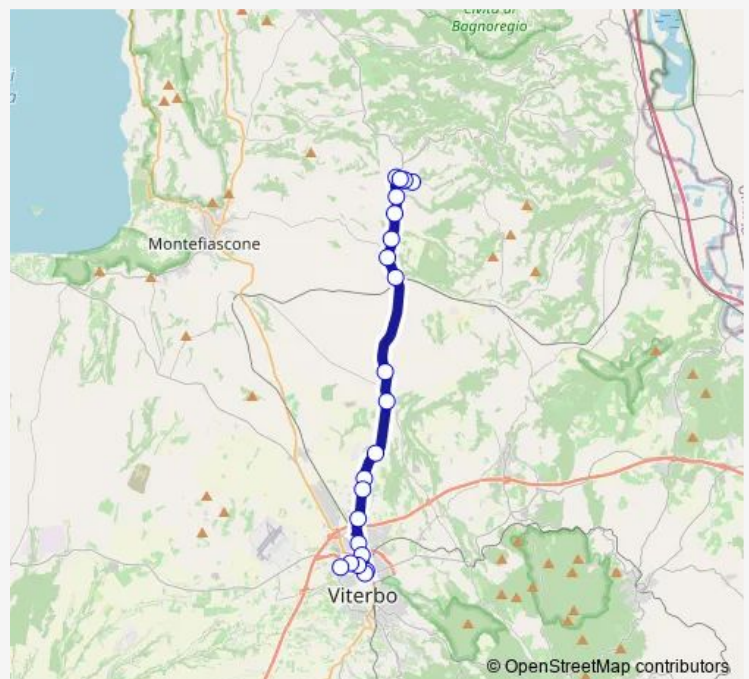 Civita di
Bagnoregio
Montefiascone
Viterbo
© OpenStreetMap contributors